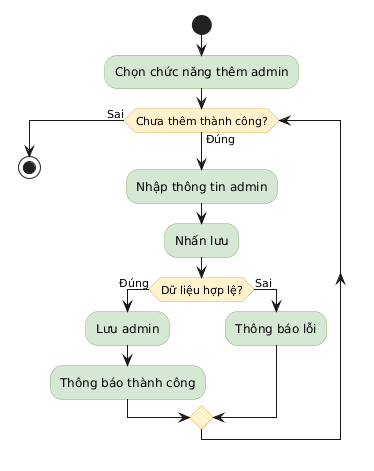 Chọn chức năng thêm admin
Sai
Chưa thêm thành công?
Đúng
Nhập thông tin admin
Nhấn lưu
Đúng
Dữ liệu hợp lệ?
Sai
Lưu admin
Thông báo lỗi
Thông báo thành công